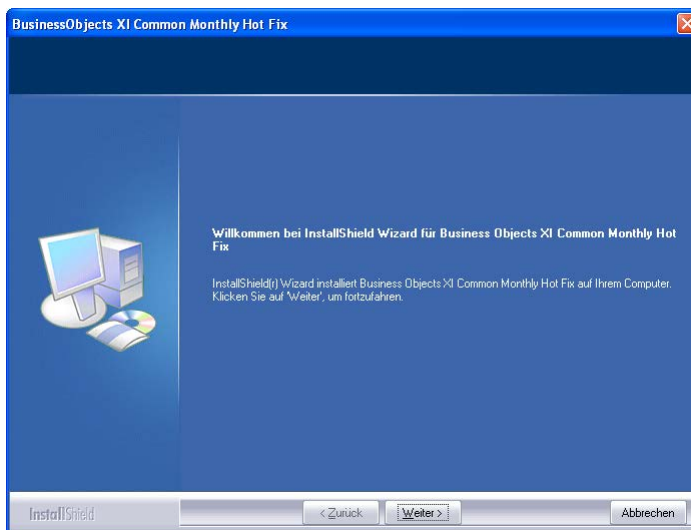 BusinessObjects XI Common Monthly Hot Fix
Willkommen bei InstallShield Wizard für Business Objects XI Common Monthly Hot
Fix
InstallShield(r) Wizard installiert Business Objects XI Common Monthly Hot Fix auf Ihrem Computer.
Klicken Sie auf 'Weiter', um fortzufahren.
InstallShield
< Zurück
Weiter >
Abbrechen